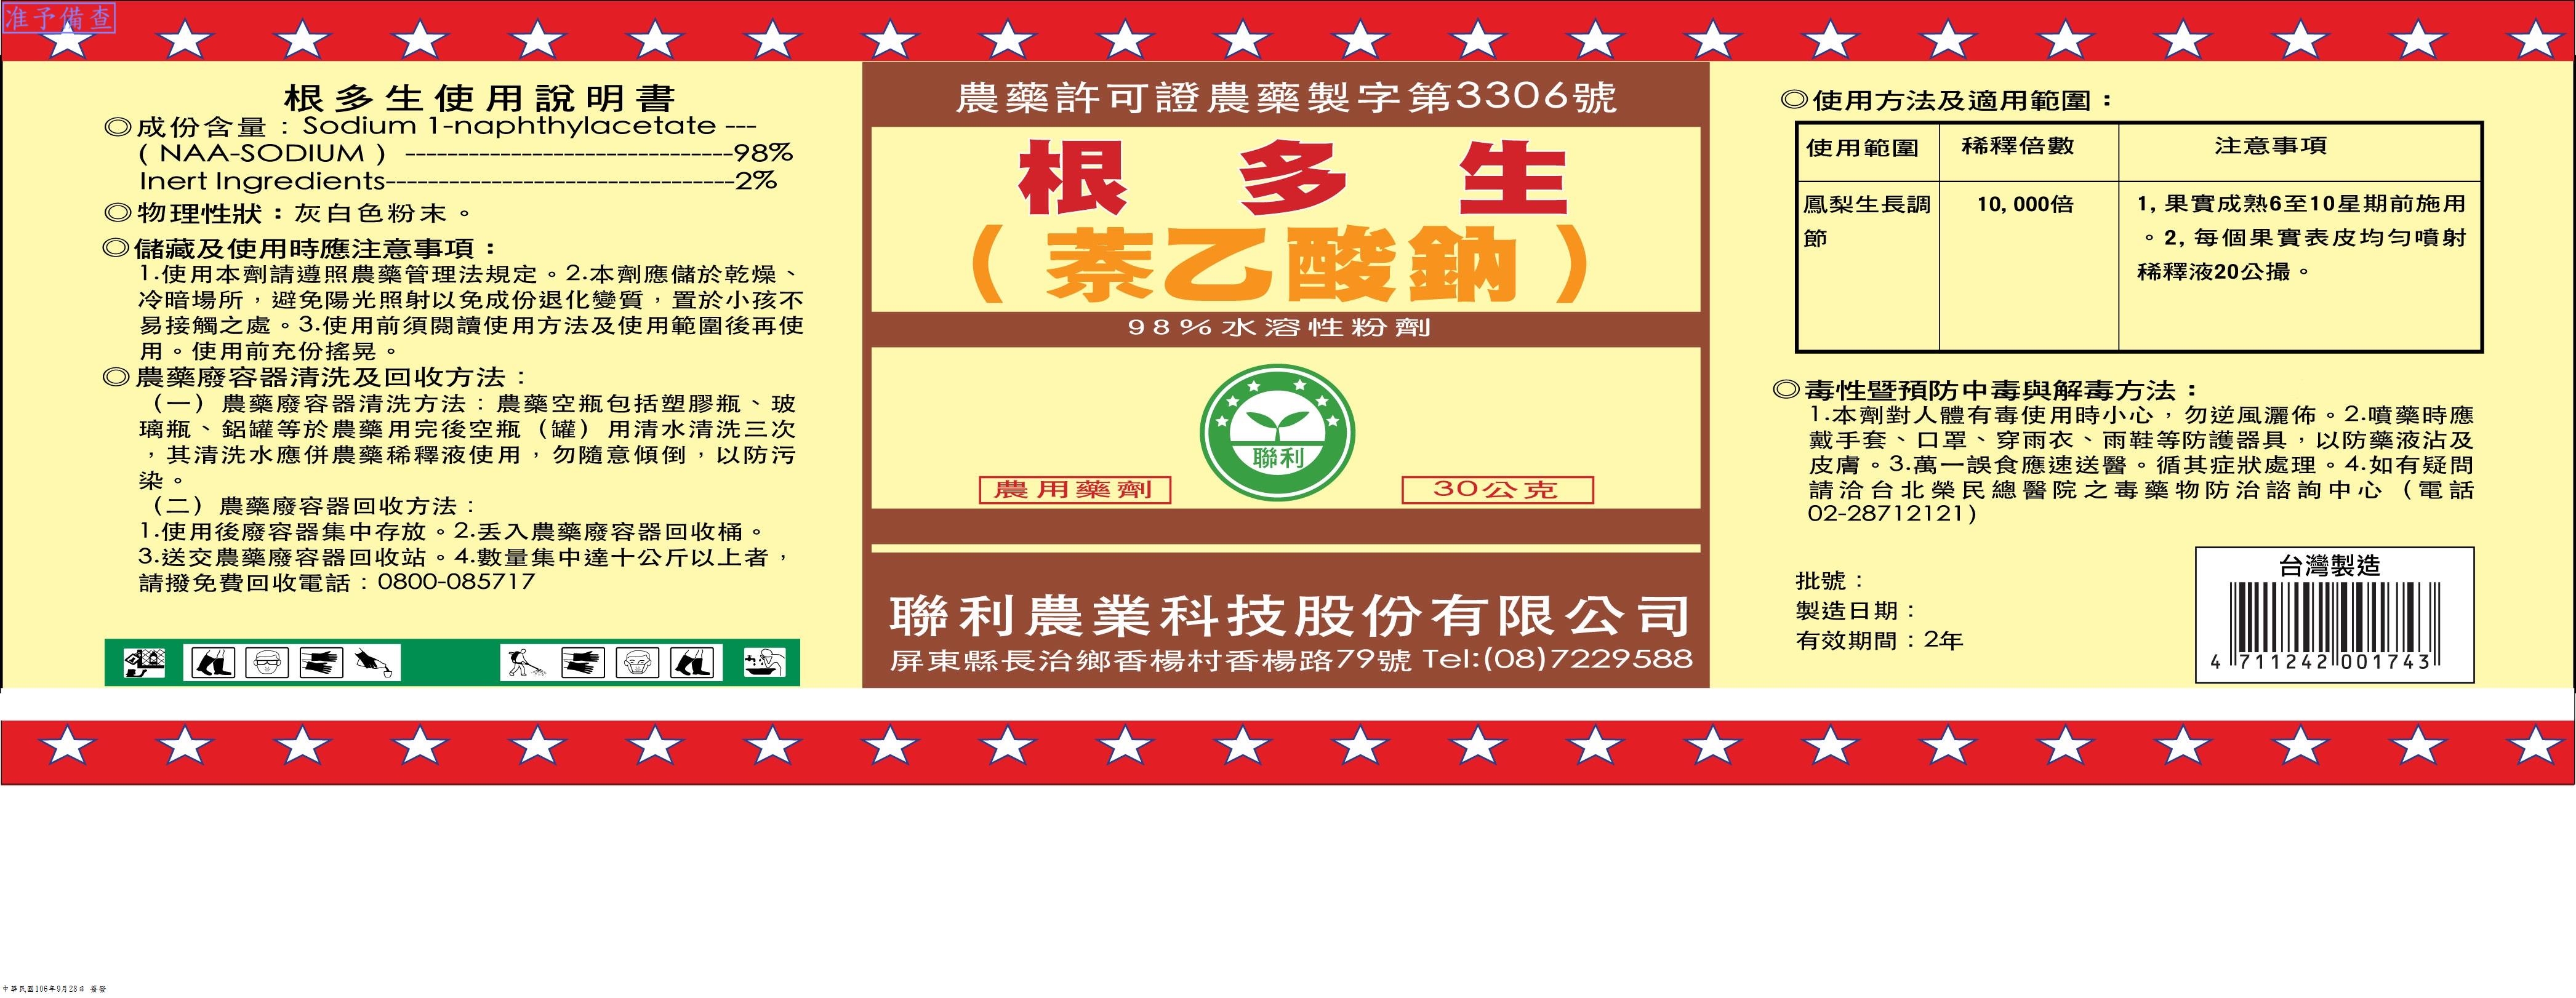 准予備查
根多生使用說明書
◎成份含量：Sodium 1-naphthylacetate ---
( NAA-SODIUM ) -------------------------------98%
Inert Ingredients---------------------------------2%
◎物理性狀：灰白色粉末。
◎儲藏及使用時應注意事項：
1.使用本劑請遵照農藥管理法規定。2.本劑應儲於乾燥、
冷暗場所，避免陽光照射以免成份退化變質，置於小孩不
易接觸之處。3.使用前須閱讀使用方法及使用範圍後再使
用。使用前充份搖晃。
◎農藥廢容器清洗及回收方法：
（一）農藥廢容器清洗方法：農藥空瓶包括塑膠瓶、玻
璃瓶、鋁罐等於農藥用完後空瓶（罐）用清水清洗三次
，其清洗水應併農藥稀釋液使用，勿隨意傾倒，以防污
染。
（二）農藥廢容器回收方法：
1.使用後廢容器集中存放。2.丟入農藥廢容器回收桶。
3.送交農藥廢容器回收站。4.數量集中達十公斤以上者，
請撥免費回收電話：0800-085717
農藥許可證農藥製字第3306號
根多生
（萘乙酸鈉）
98%水溶性粉劑
聯利
農用藥劑
30公克
聯利農業科技股份有限公司
屏東縣長治鄉香楊村香楊路79號 Tel:(08)7229588
◎使用方法及適用範圍：
使用範圍 稀釋倍數 注意事項
鳳梨生長調 10,000倍 1,果實成熟6至10星期前施用
節 。2,每個果實表皮均勻噴射
稀釋液20公撮。
◎毒性暨預防中毒與解毒方法：
1.本劑對人體有毒使用時小心，勿逆風灑佈。2.噴藥時應
戴手套、口罩、穿雨衣、雨鞋等防護器具，以防藥液沾及
皮膚。3.萬一誤食應速送醫。循其症狀處理。4.如有疑問
請洽台北榮民總醫院之毒藥物防治諮詢中心（電話
02-28712121）
批號：
製造日期：
有效期間：2年
台灣製造
4 711242 001743
中華民國106年9月28日 簽發